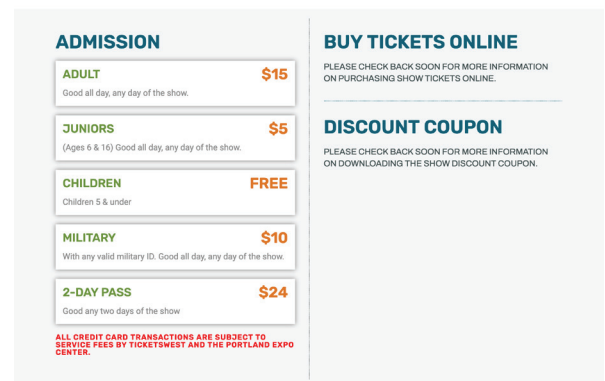 ADMISSION
ADULT $15
Good all day, any day of the show.
JUNIORS $5
(Ages 6 & 16) Good all day, any day of the show.
CHILDREN FREE
Children 5 & under
MILITARY $10
With any valid military ID. Good all day, any day of the show.
2-DAY PASS $24
Good any two days of the show
ALL CREDIT CARD TRANSACTIONS ARE SUBJECT TO
SERVICE FEES BY TICKETSWEST AND THE PORTLAND EXPO
CENTER.
BUY TICKETS ONLINE
PLEASE CHECK BACK SOON FOR MORE INFORMATION
ON PURCHASING SHOW TICKETS ONLINE.
DISCOUNT COUPON
PLEASE CHECK BACK SOON FOR MORE INFORMATION
ON DOWNLOADING THE SHOW DISCOUNT COUPON.